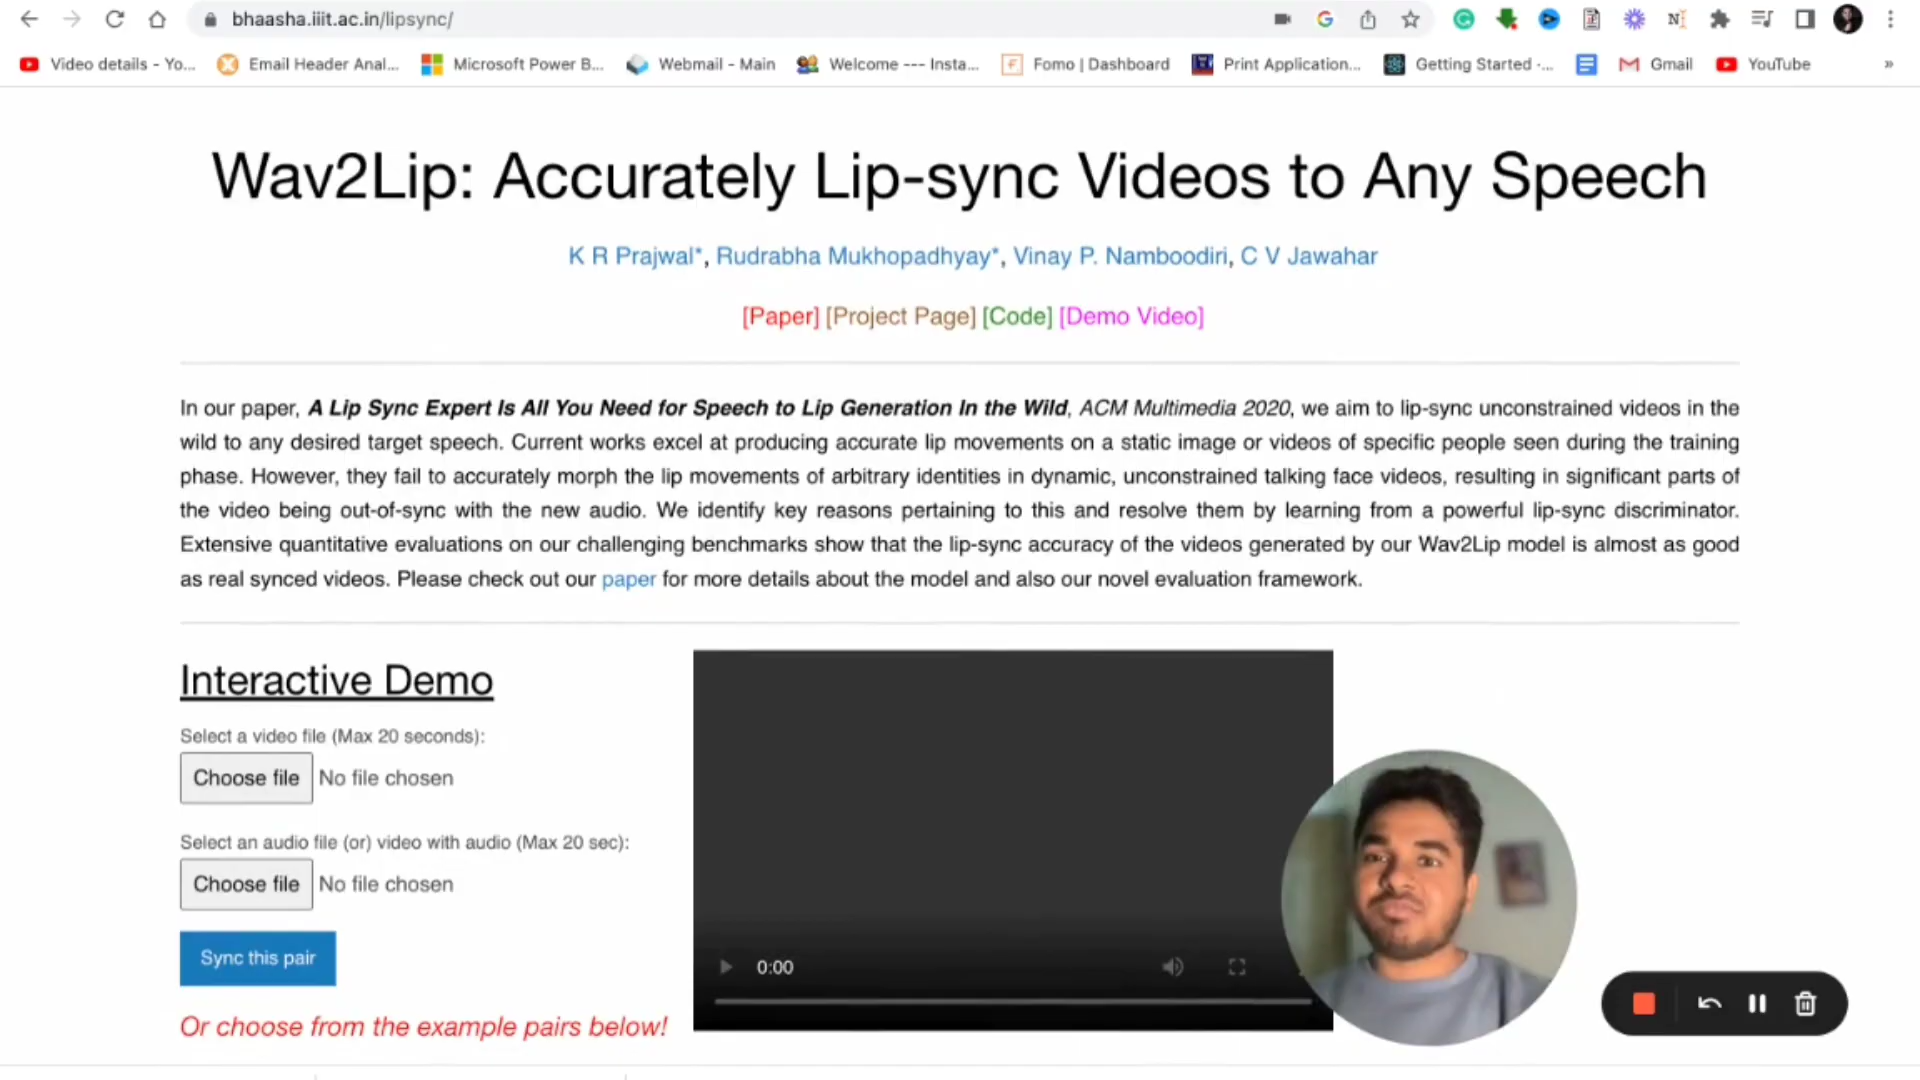 bhaasha.iiit.ac.in/lipsync/
Video details - Yo... Email Header Anal... Microsoft Power B... Webmail - Main Welcome --- Insta... Fomo | Dashboard Print Application... Getting Started -... Gmail YouTube »
Wav2Lip: Accurately Lip-sync Videos to Any Speech
K R Prajwal*, Rudrabha Mukhopadhyay*, Vinay P. Namboodiri, C V Jawahar
[Paper] [Project Page] [Code] [Demo Video]
In our paper, A Lip Sync Expert Is All You Need for Speech to Lip Generation In the Wild, ACM Multimedia 2020, we aim to lip-sync unconstrained videos in the
wild to any desired target speech. Current works excel at producing accurate lip movements on a static image or videos of specific people seen during the training
phase. However, they fail to accurately morph the lip movements of arbitrary identities in dynamic, unconstrained talking face videos, resulting in significant parts of
the video being out-of-sync with the new audio. We identify key reasons pertaining to this and resolve them by learning from a powerful lip-sync discriminator.
Extensive quantitative evaluations on our challenging benchmarks show that the lip-sync accuracy of the videos generated by our Wav2Lip model is almost as good
as real synced videos. Please check out our paper for more details about the model and also our novel evaluation framework.
Interactive Demo
Select a video file (Max 20 seconds):
Choose file No file chosen
Select an audio file (or) video with audio (Max 20 sec):
Choose file No file chosen
Sync this pair
0:00
Or choose from the example pairs below!